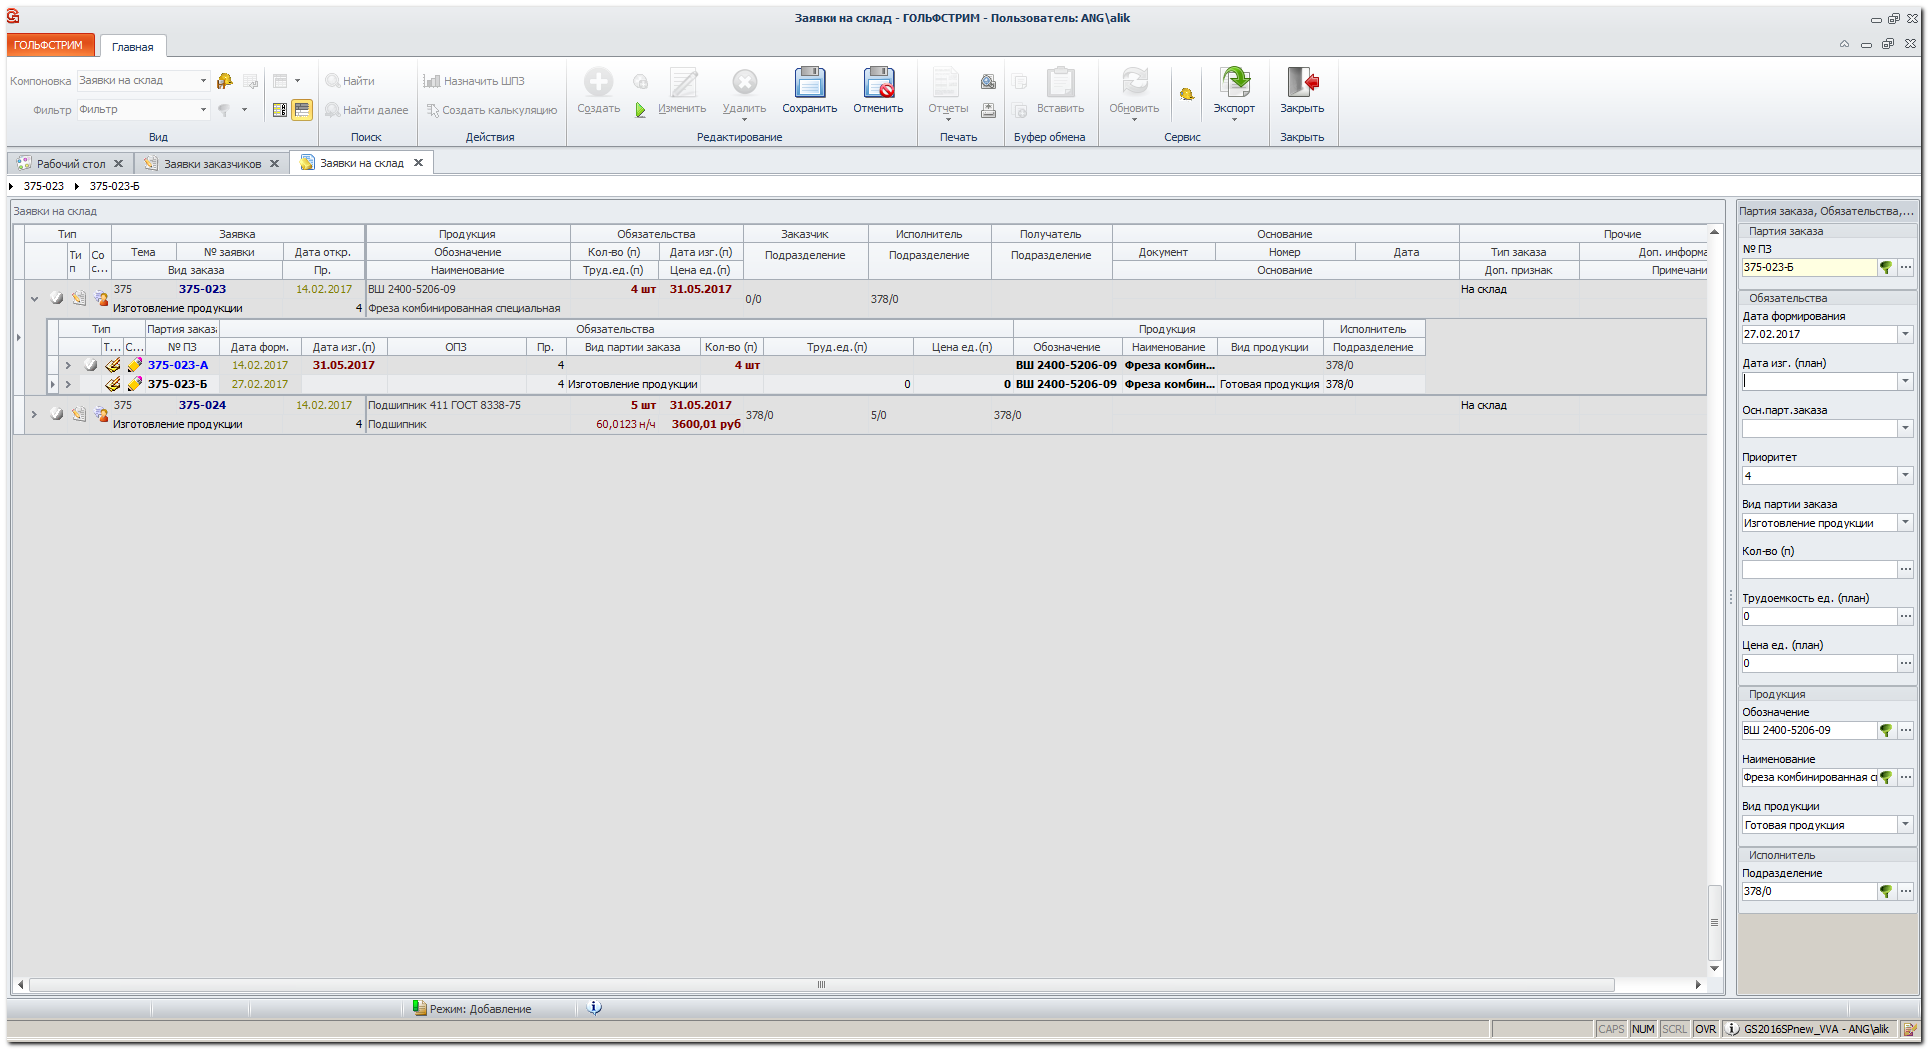 Заявки на склад - ГОЛЬФСТРИМ - Пользователь: ANG\alik
ГОЛЬФСТРИМ Главная
Компоновка Заявки на склад
Фильтр Фильтр
Вид
Найти
Найти далее
Поиск
Назначить ШПЗ
Создать калькуляцию
Действия
Создать Изменить Удалить Сохранить Отменить
Редактирование
Отчеты
Печать
Вставить
Буфер обмена
Обновить Экспорт
Сервис
Закрыть
Закрыть
Рабочий стол Заявки заказчиков Заявки на склад
375-023 375-023-Б
Заявки на склад
Тип Заявка Продукция Обязательства Заказчик Исполнитель Получатель Основание Прочие
Ти п Со с... Тема № заявки Дата откр. Обозначение Кол-во (п) Дата изг.(п) Подразделение Подразделение Подразделение Документ Номер Дата Тип заказа Доп. информа
Вид заказа Пр. Наименование Труд.ед.(п) Цена ед.(п) Основание Доп. признак Примечани
375 375-023 14.02.2017 ВШ 2400-5206-09 4 шт 31.05.2017 0/0 378/0 На склад
Изготовление продукции 4 Фреза комбинированная специальная
Тип Партия заказа Обязательства Продукция Исполнитель
Т... С... № ПЗ Дата форм. Дата изг.(п) ОПЗ Пр. Вид партии заказа Кол-во (п) Труд.ед.(п) Цена ед.(п) Обозначение Наименование Вид продукции Подразделение
375-023-А 14.02.2017 31.05.2017 4 4 шт ВШ 2400-5206-09 Фреза комбин... 378/0
375-023-Б 27.02.2017 4 Изготовление продукции 0 0 ВШ 2400-5206-09 Фреза комбин... Готовая продукция 378/0
375 375-024 14.02.2017 Подшипник 411 ГОСТ 8338-75 5 шт 31.05.2017 378/0 5/0 378/0 На склад
Изготовление продукции 4 Подшипник 60,0123 н/ч 3600,01 руб
Партия заказа, Обязательства,...
Партия заказа
№ ПЗ
375-023-Б
Обязательства
Дата формирования
27.02.2017
Дата изг. (план)
Осн.парт.заказа
Приоритет
4
Вид партии заказа
Изготовление продукции
Кол-во (п)
Трудоемкость ед. (план)
0
Цена ед. (план)
0
Продукция
Обозначение
ВШ 2400-5206-09
Наименование
Фреза комбинированная сп
Вид продукции
Готовая продукция
Исполнитель
Подразделение
378/0
Режим: Добавление
CAPS NUM SCRL OVR GS2016SPnew_VVA - ANG\alik